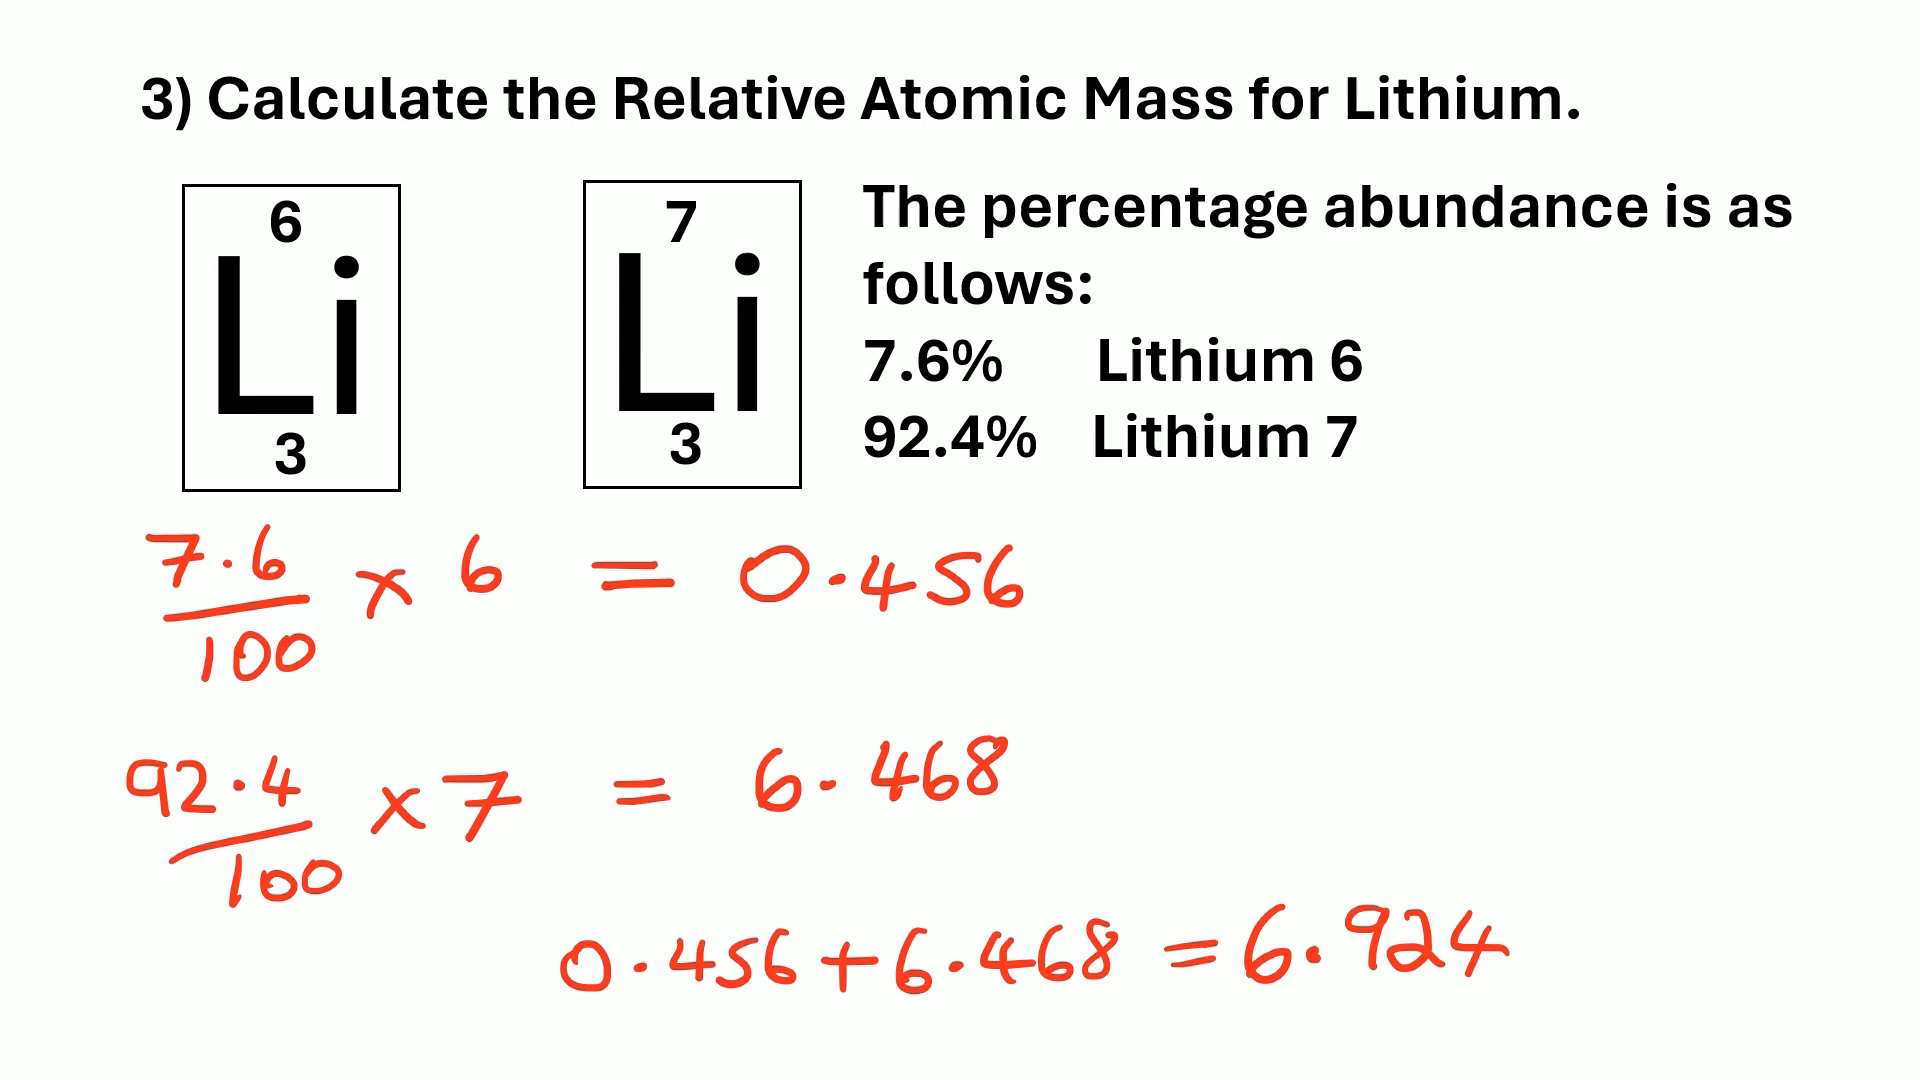 3) Calculate the Relative Atomic Mass for Lithium.
6
Li
3
7
Li
3
The percentage abundance is as
follows:
7.6% Lithium 6
92.4% Lithium 7
7.6/100 × 6 = 0.456
92.4/100 × 7 = 6.468
0.456 + 6.468 = 6.924